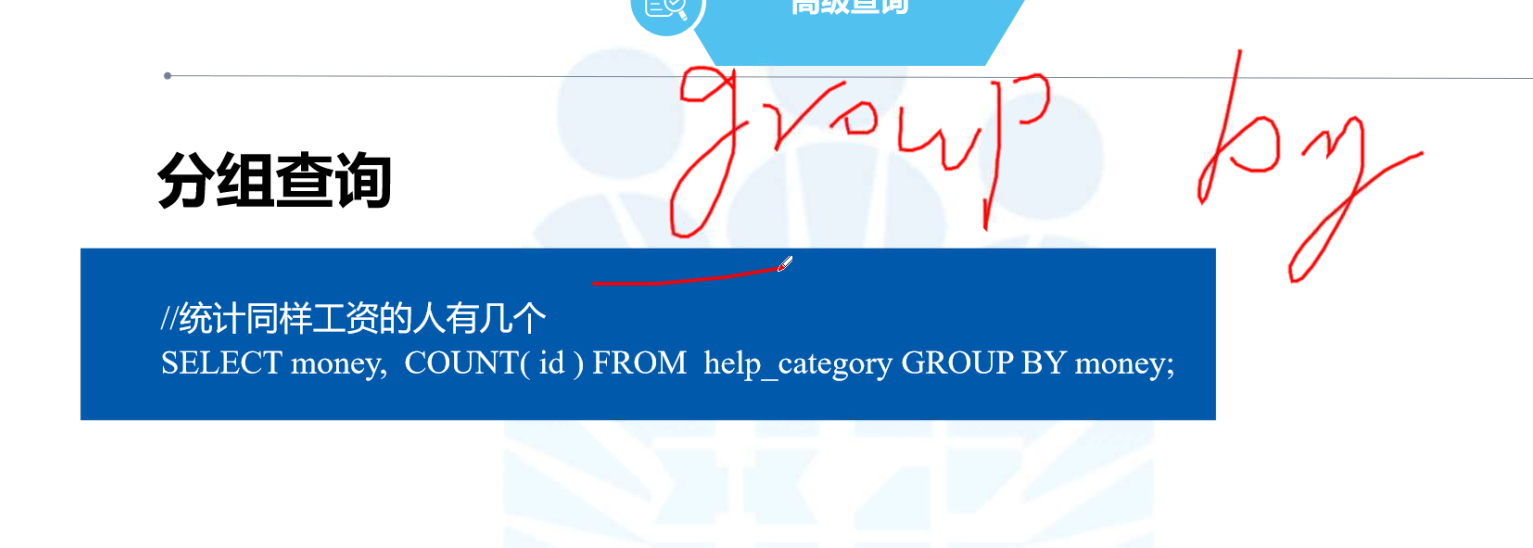 高级查询
group by
分组查询
//统计同样工资的人有几个
SELECT money, COUNT( id ) FROM help_category GROUP BY money;